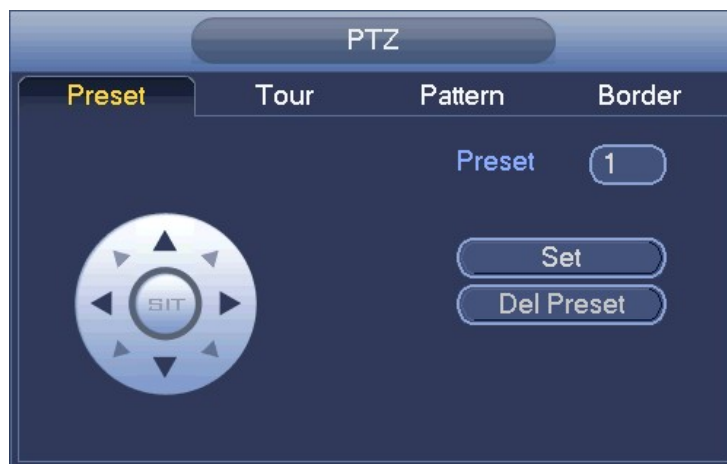 PTZ
Preset Tour Pattern Border
Preset 1
Set
SIT
Del Preset